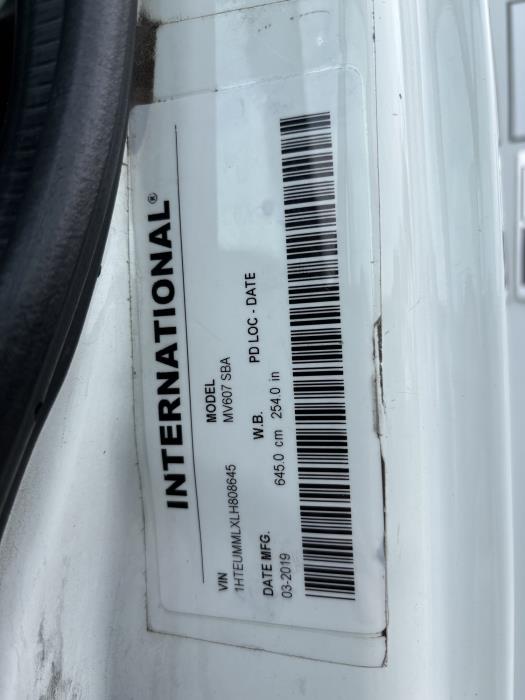 INTERNATIONAL®
VIN MODEL
1HTEUMMLXLH808645 MV607 SBA
DATE MFG. W.B. PD LOC - DATE
03-2019 645.0 cm 254.0 in